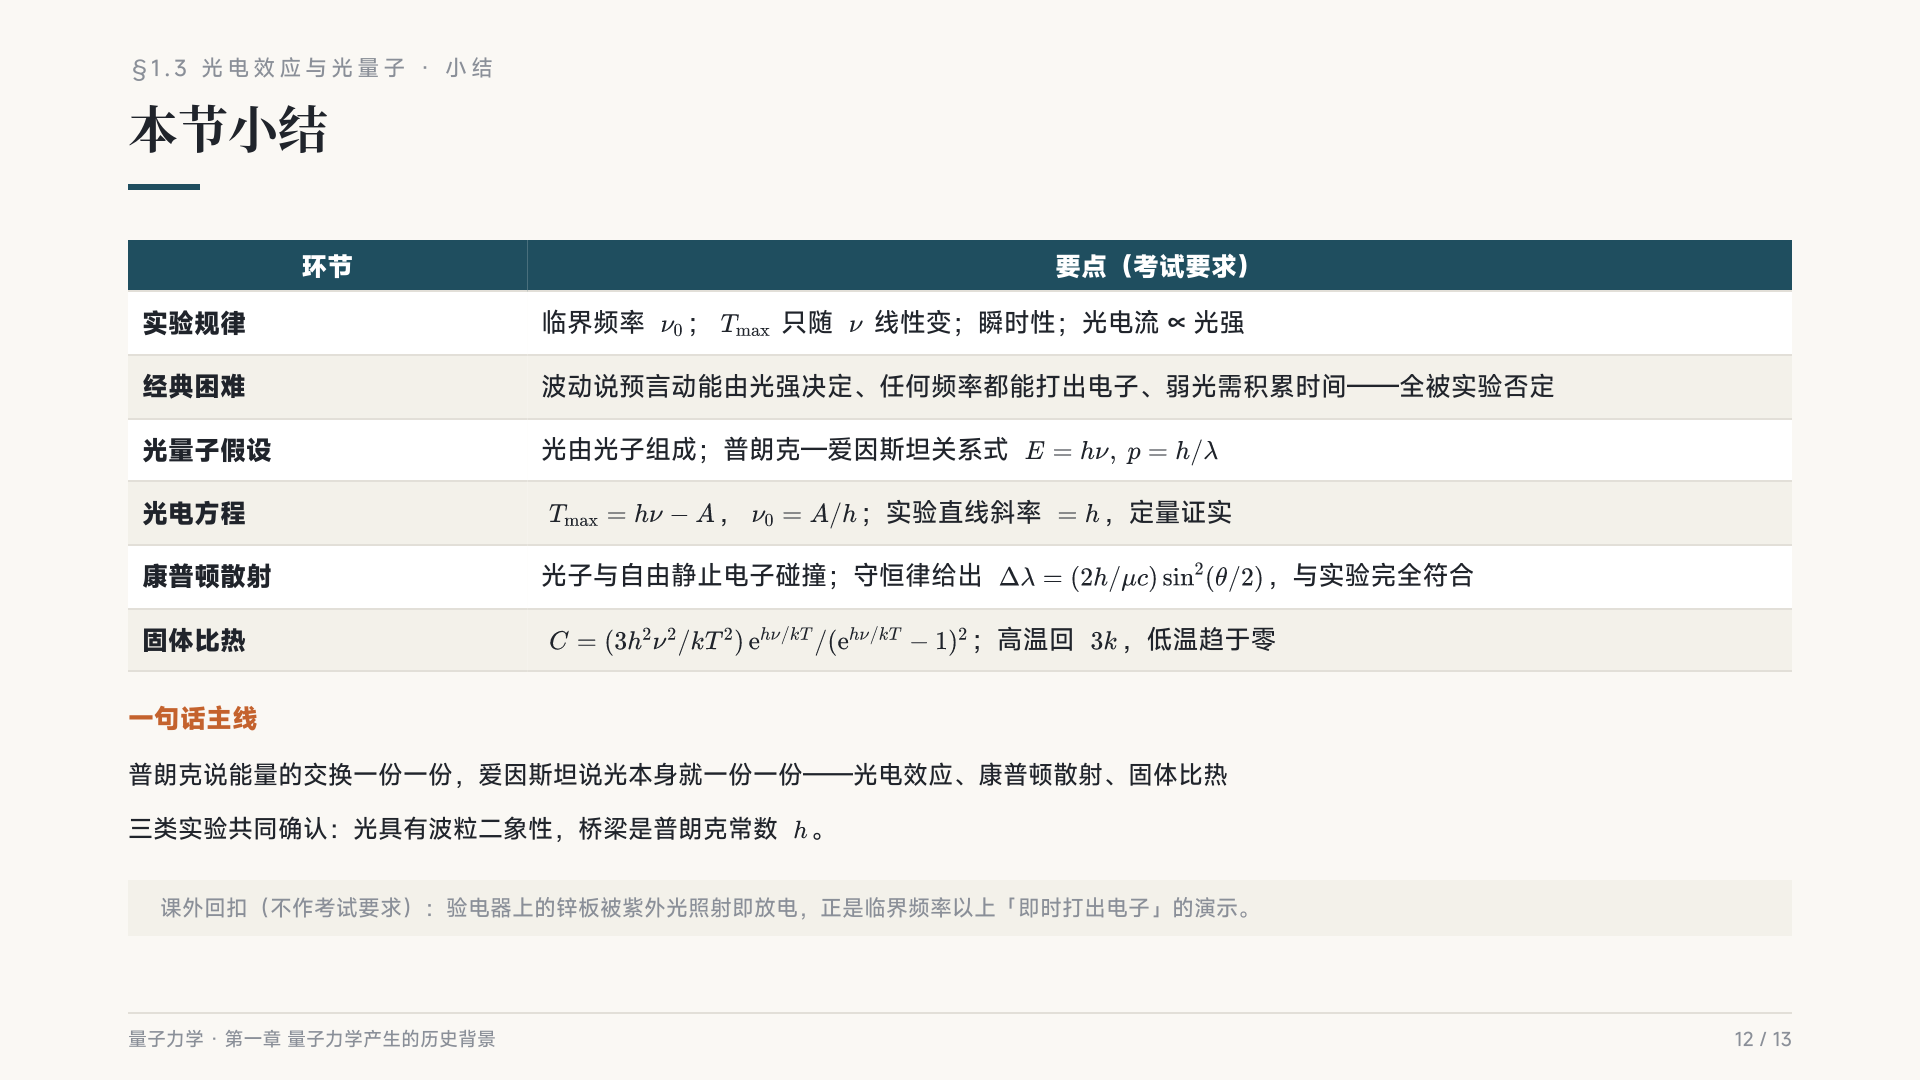 §1.3 光电效应与光量子 · 小结
本节小结
环节 要点（考试要求）
实验规律 临界频率 ν₀； T_max 只随 ν 线性变；瞬时性；光电流 ∝ 光强
经典困难 波动说预言动能由光强决定、任何频率都能打出电子、弱光需积累时间——全被实验否定
光量子假设 光由光子组成；普朗克—爱因斯坦关系式 E = hν, p = h/λ
光电方程 T_max = hν − A， ν₀ = A/h；实验直线斜率 = h，定量证实
康普顿散射 光子与自由静止电子碰撞；守恒律给出 Δλ = (2h/μc) sin²(θ/2)，与实验完全符合
固体比热 C = (3h²ν²/kT²) e^{hν/kT}/(e^{hν/kT} − 1)²；高温回 3k，低温趋于零
一句话主线
普朗克说能量的交换一份一份，爱因斯坦说光本身就一份一份——光电效应、康普顿散射、固体比热
三类实验共同确认：光具有波粒二象性，桥梁是普朗克常数 h。
课外回扣（不作考试要求）：验电器上的锌板被紫外光照射即放电，正是临界频率以上「即时打出电子」的演示。
量子力学 · 第一章 量子力学产生的历史背景
12 / 13